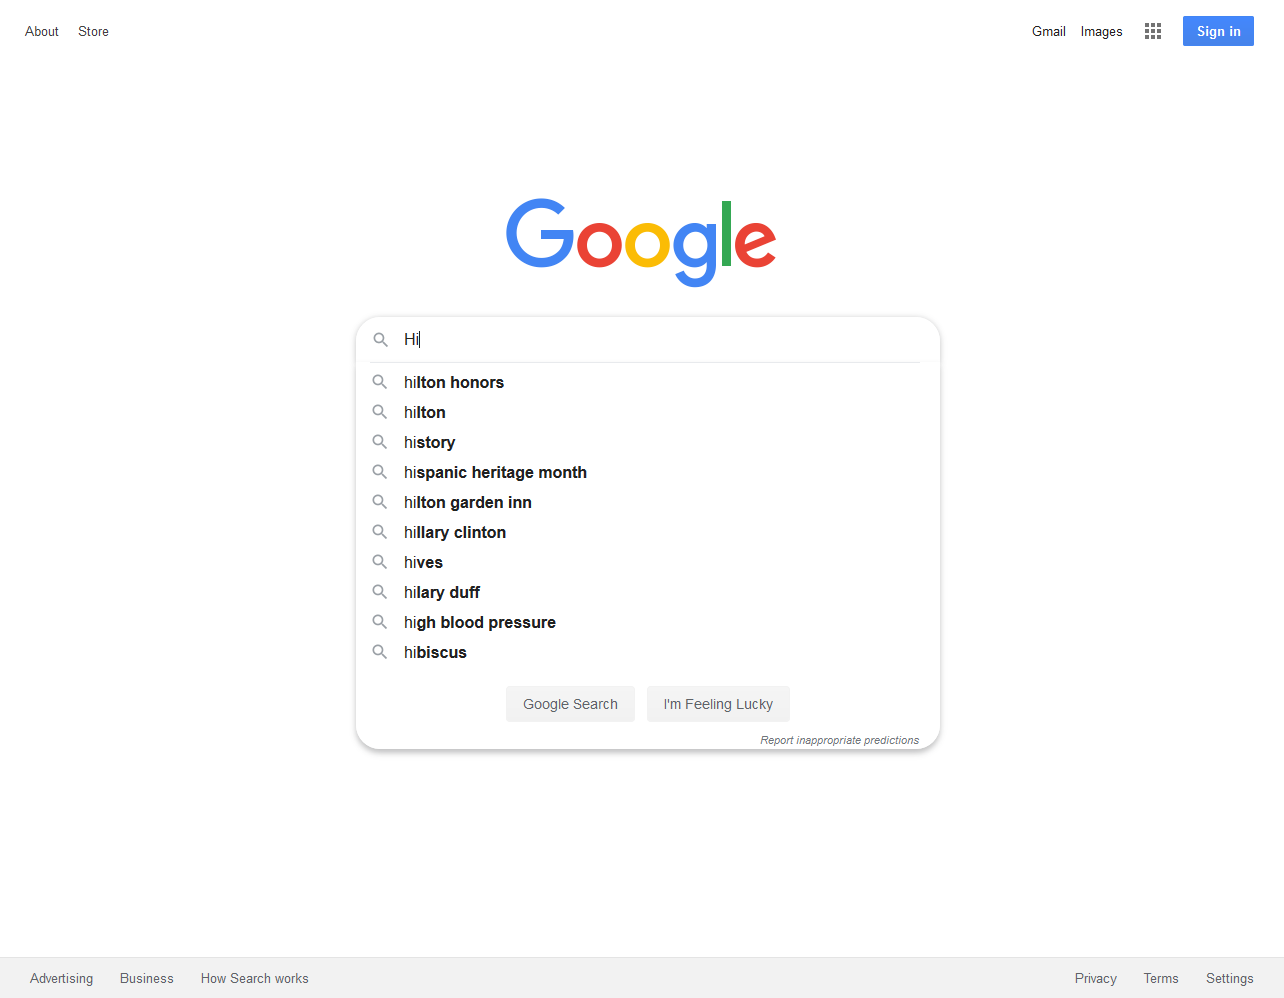 About Store
Gmail Images Sign in
Google
Hi
hilton honors
hilton
history
hispanic heritage month
hilton garden inn
hillary clinton
hives
hilary duff
high blood pressure
hibiscus
Google Search I'm Feeling Lucky
Report inappropriate predictions
Advertising Business How Search works
Privacy Terms Settings